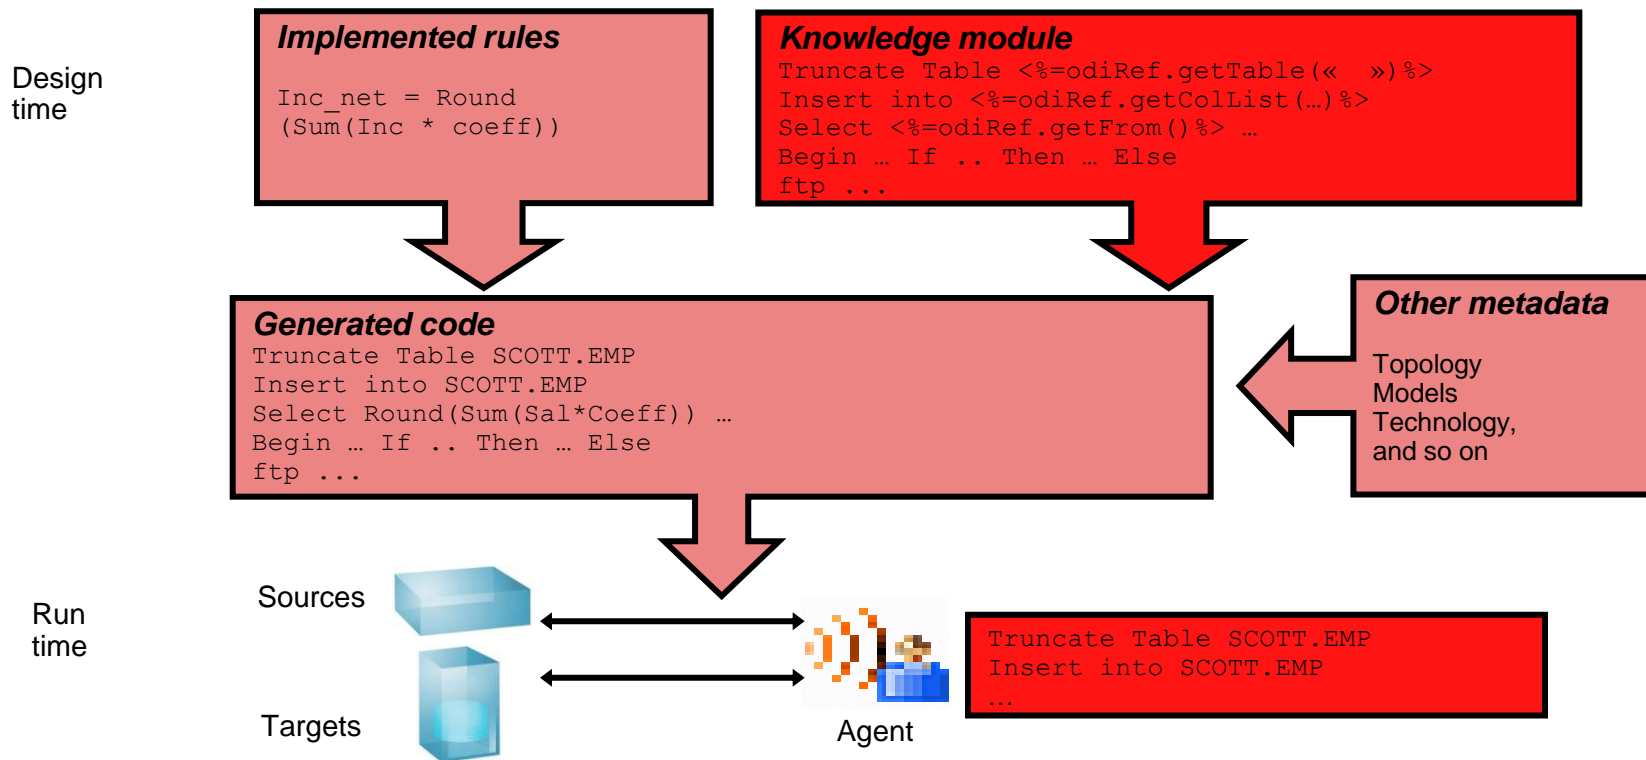 Design
time
Implemented rules
Inc_net = Round
(Sum(Inc * coeff))
Knowledge module
Truncate Table <%=odiRef.getTable(«  »)%>
Insert into <%=odiRef.getColList(…)%>
Select <%=odiRef.getFrom()%> …
Begin … If .. Then … Else
ftp ...
Generated code
Truncate Table SCOTT.EMP
Insert into SCOTT.EMP
Select Round(Sum(Sal*Coeff)) …
Begin … If .. Then … Else
ftp ...
Other metadata
Topology
Models
Technology,
and so on
Run
time
Sources
Targets
Agent
Truncate Table SCOTT.EMP
Insert into SCOTT.EMP
…